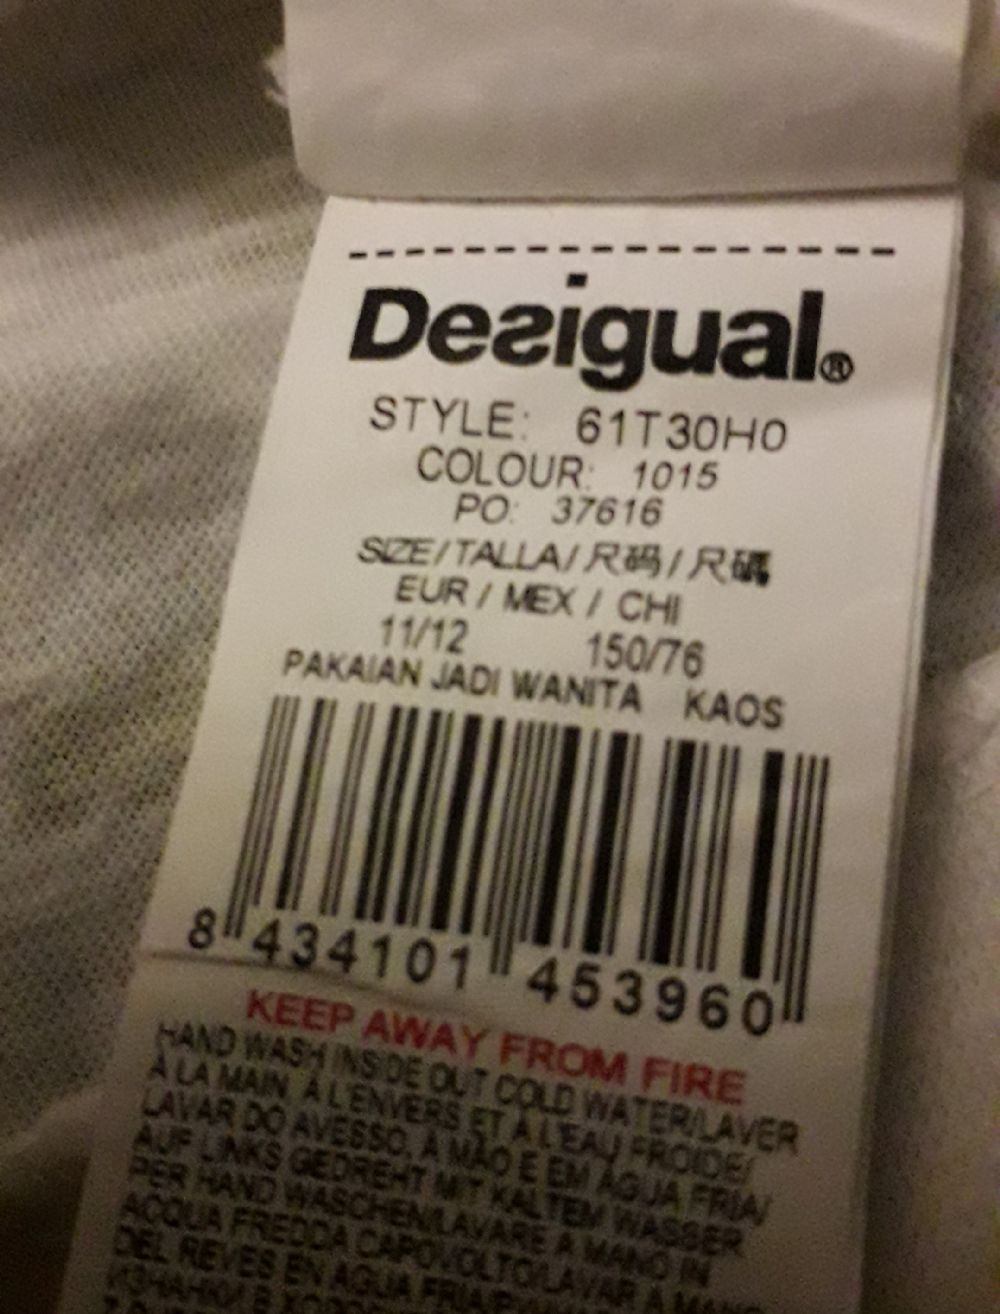 Desigual®
STYLE: 61T30H0
COLOUR: 1015
PO: 37616
SIZE/TALLA/尺码/尺碼
EUR / MEX / CHI
11/12 150/76
PAKAIAN JADI WANITA KAOS
8 434101 453960
KEEP AWAY FROM FIRE
HAND WASH INSIDE OUT COLD WATER/LAVER
À LA MAIN À L'ENVERS ET À L'EAU FROIDE/
LAVAR DO AVESSO, À MÃO E EM ÁGUA FRIA/
AUF LINKS GEDREHT MIT KALTEM WASSER
PER HAND WASCHEN/LAVARE A MANO IN
ACQUA FREDDA CAPOVOLTO/LAVAR A MANO
DEL REVES EN AGUA FRIA